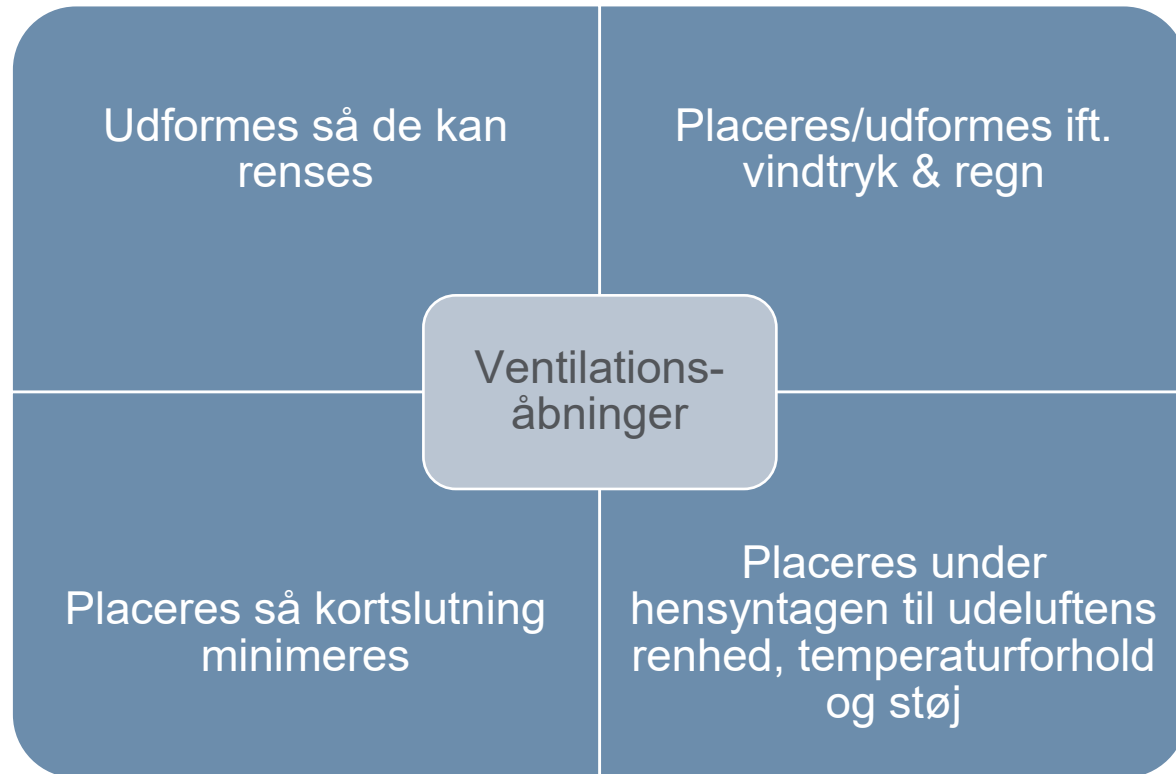 Udformes så de kan
renses
Placeres/udformes ift.
vindtryk & regn
Ventilations-
åbninger
Placeres så kortslutning
minimeres
Placeres under
hensyntagen til udeluftens
renhed, temperaturforhold
og støj